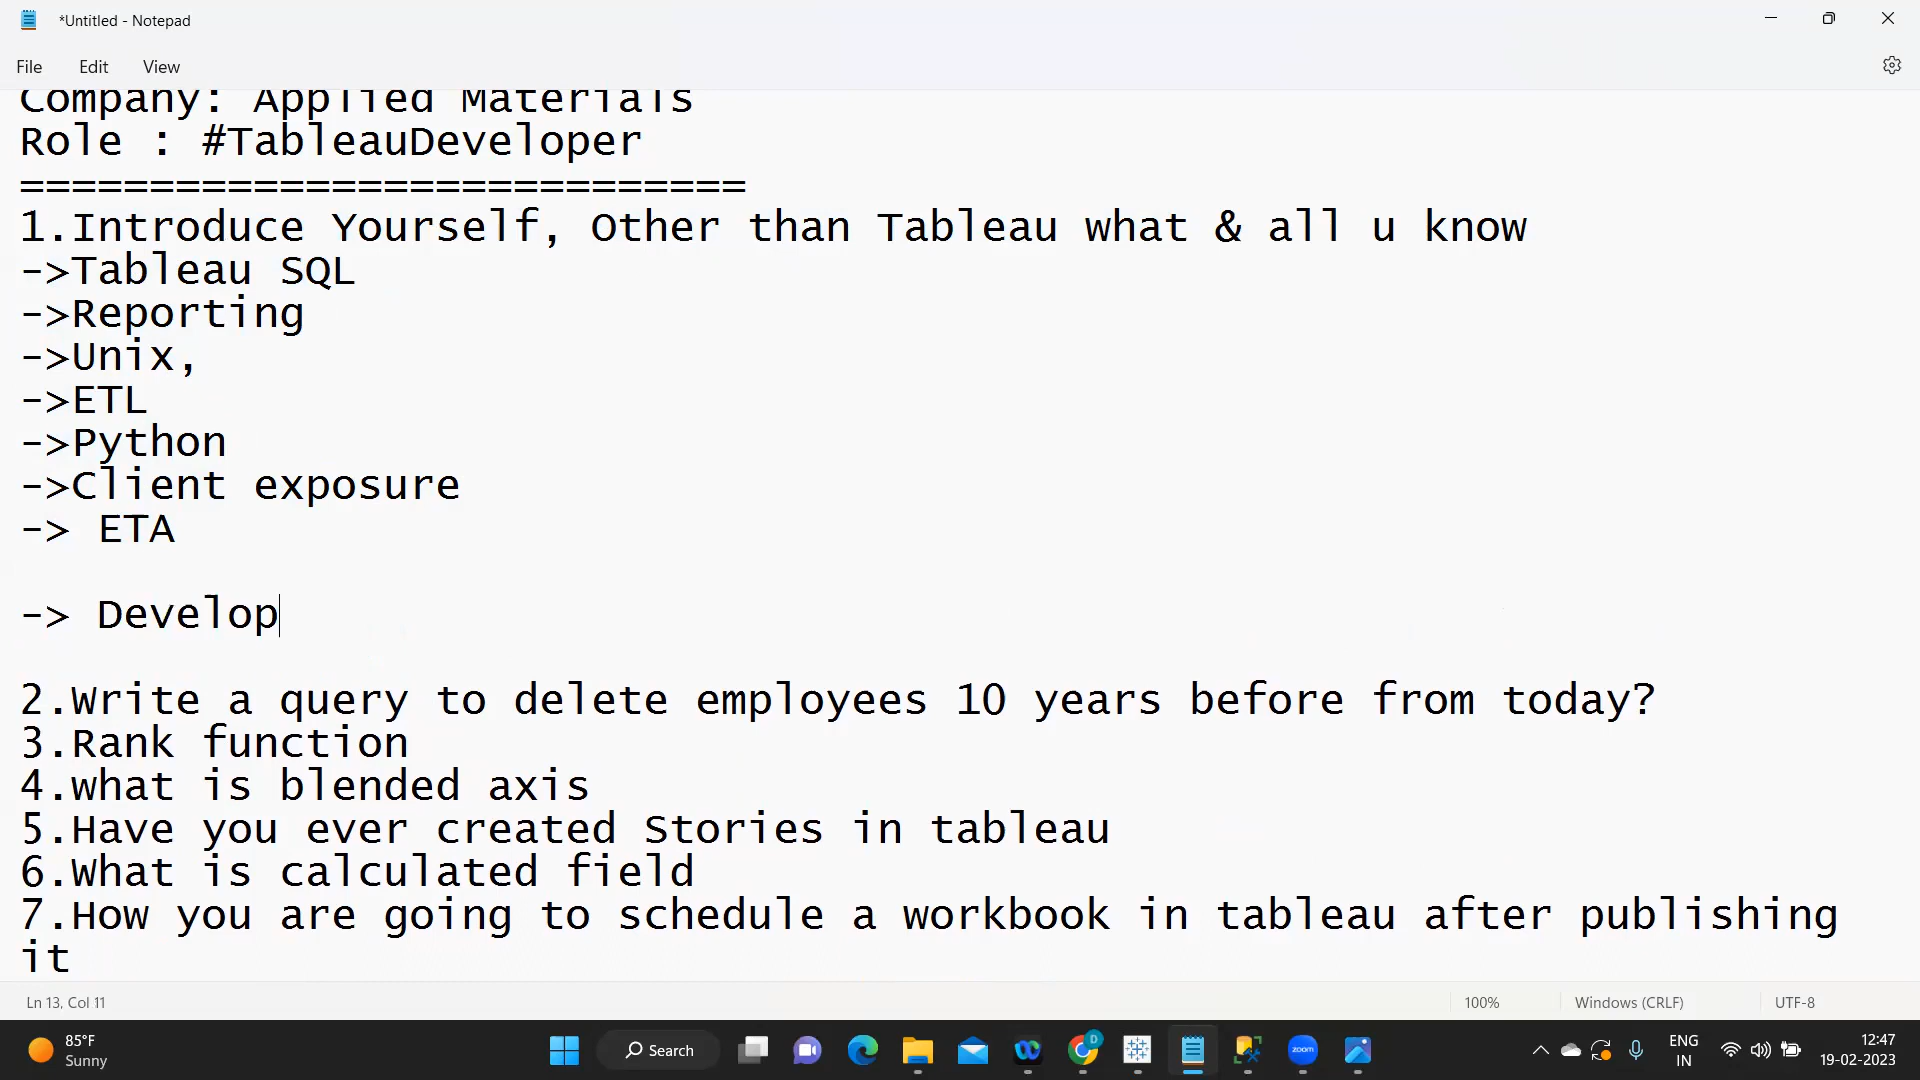 *Untitled - Notepad
File Edit View
Company: Applied Materials
Role : #TableauDeveloper
============================
1.Introduce Yourself, Other than Tableau what & all u know
->Tableau SQL
->Reporting
->Unix,
->ETL
->Python
->Client exposure
-> ETA
-> Develop
2.Write a query to delete employees 10 years before from today?
3.Rank function
4.what is blended axis
5.Have you ever created Stories in tableau
6.What is calculated field
7.How you are going to schedule a workbook in tableau after publishing
it
Ln 13, Col 11 100% Windows (CRLF) UTF-8
85°F
Sunny
Search
D
zoom
ENG
IN
12:47
19-02-2023